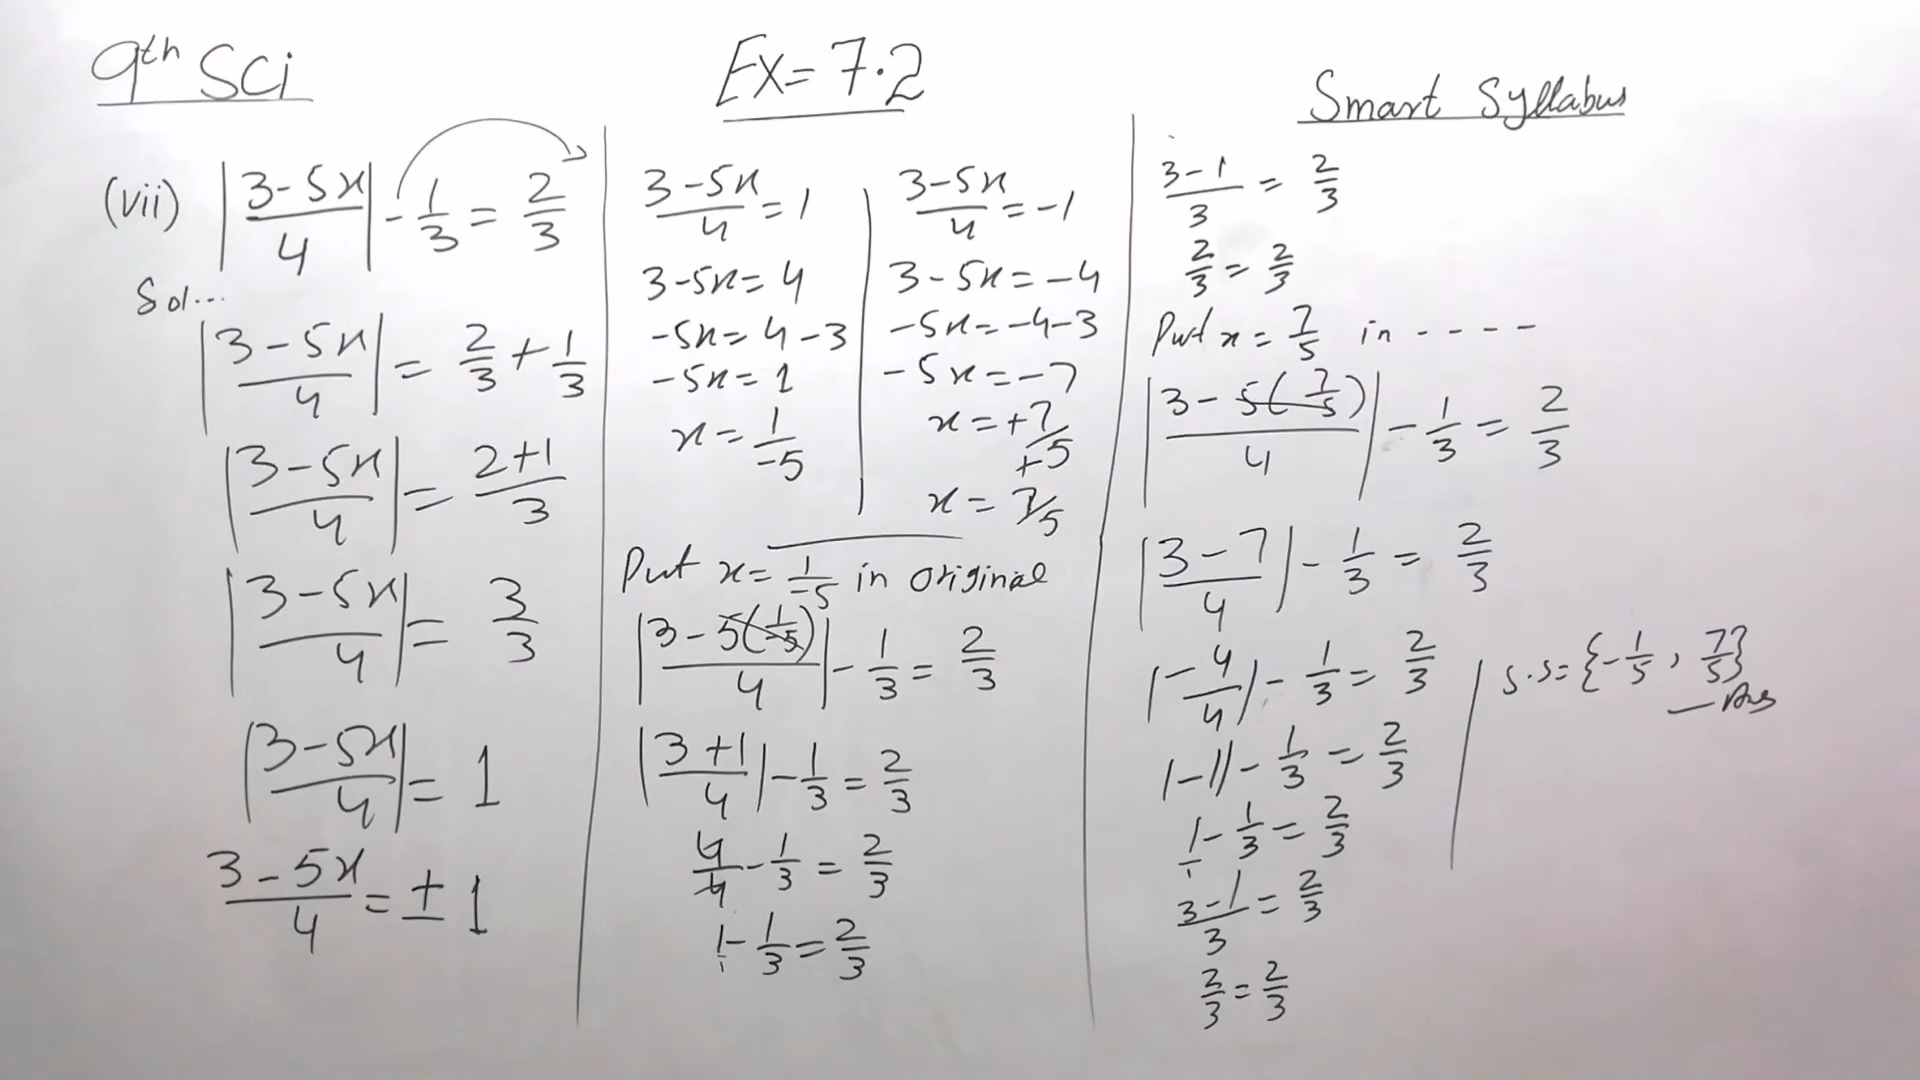 9th Sci
Ex= 7.2
Smart Syllabus
(vii) |3-5x/4| - 1/3 = 2/3
Sol...
|3-5x/4| = 2/3 + 1/3
|3-5x/4| = 2+1/3
|3-5x/4| = 3/3
|3-5x/4| = 1
3-5x/4 = ± 1
3-5x/4 = 1
3-5x = 4
-5x = 4-3
-5x = 1
x = 1/-5
3-5x/4 = -1
3-5x = -4
-5x = -4-3
-5x = -7
x = +7/+5
x = 7/5
Put x = 1/-5 in original
|3-5(1/-5)/4| - 1/3 = 2/3
|3+1/4| - 1/3 = 2/3
4/4 - 1/3 = 2/3
1/1 - 1/3 = 2/3
3-1/3 = 2/3
2/3 = 2/3
Put x = 7/5 in ----
|3-5(7/5)/4| - 1/3 = 2/3
|3-7/4| - 1/3 = 2/3
|-4/4| - 1/3 = 2/3
|-1| - 1/3 = 2/3
1/1 - 1/3 = 2/3
3-1/3 = 2/3
2/3 = 2/3
S.S = {-1/5, 7/5}
— Ans